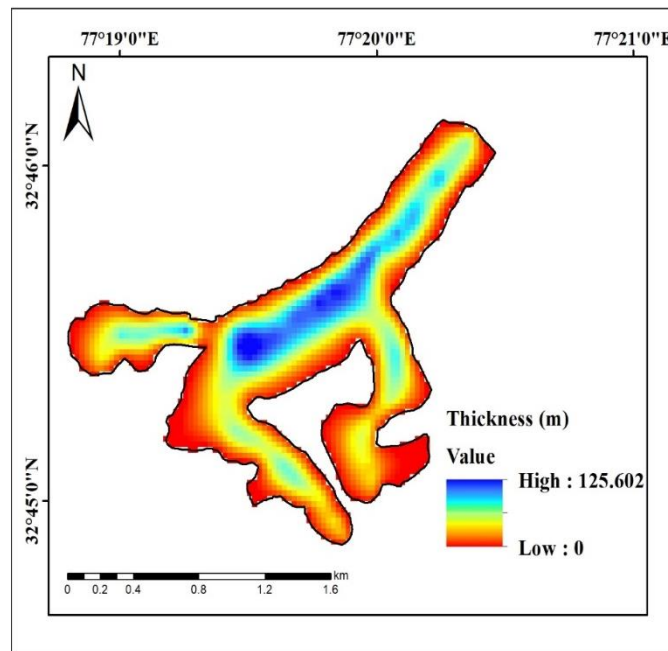 77°19'0"E 77°20'0"E 77°21'0"E
N
32°46'0"N
32°45'0"N
Thickness (m)
Value
High : 125.602
Low : 0
km
0 0.2 0.4 0.8 1.2 1.6